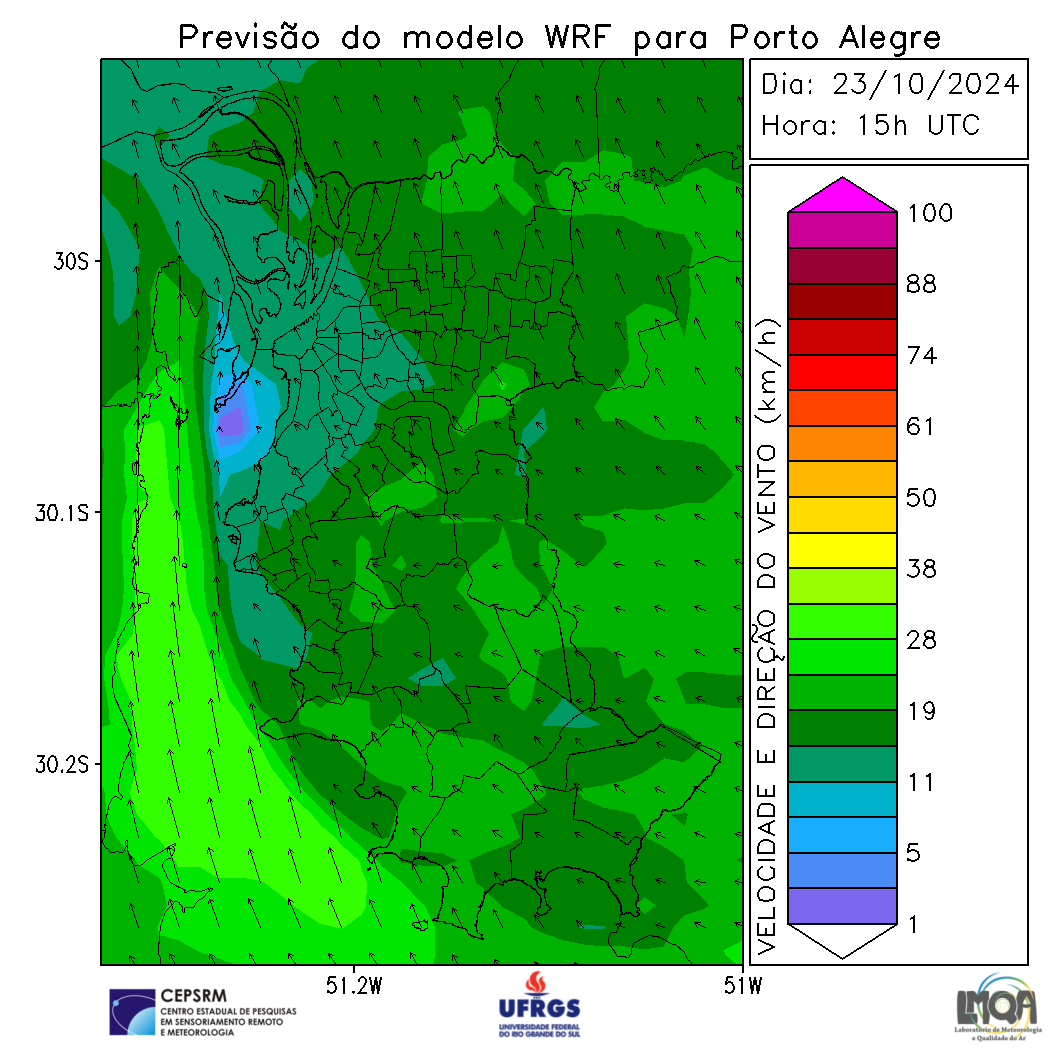 Previsão do modelo WRF para Porto Alegre
Dia: 23/10/2024
Hora: 15h UTC
30S
30.1S
30.2S
51.2W
51W
VELOCIDADE E DIREÇÃO DO VENTO (km/h)
100
88
74
61
50
38
28
19
11
5
1
CEPSRM
CENTRO ESTADUAL DE PESQUISAS
EM SENSORIAMENTO REMOTO
E METEOROLOGIA
UFRGS
UNIVERSIDADE FEDERAL
DO RIO GRANDE DO SUL
LMQA
Laboratório de Meteorologia
e Qualidade do Ar